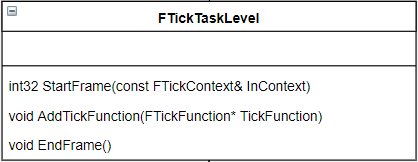 FTickTaskLevel
int32 StartFrame(const FTickContext& InContext)
void AddTickFunction(FTickFunction* TickFunction)
void EndFrame()